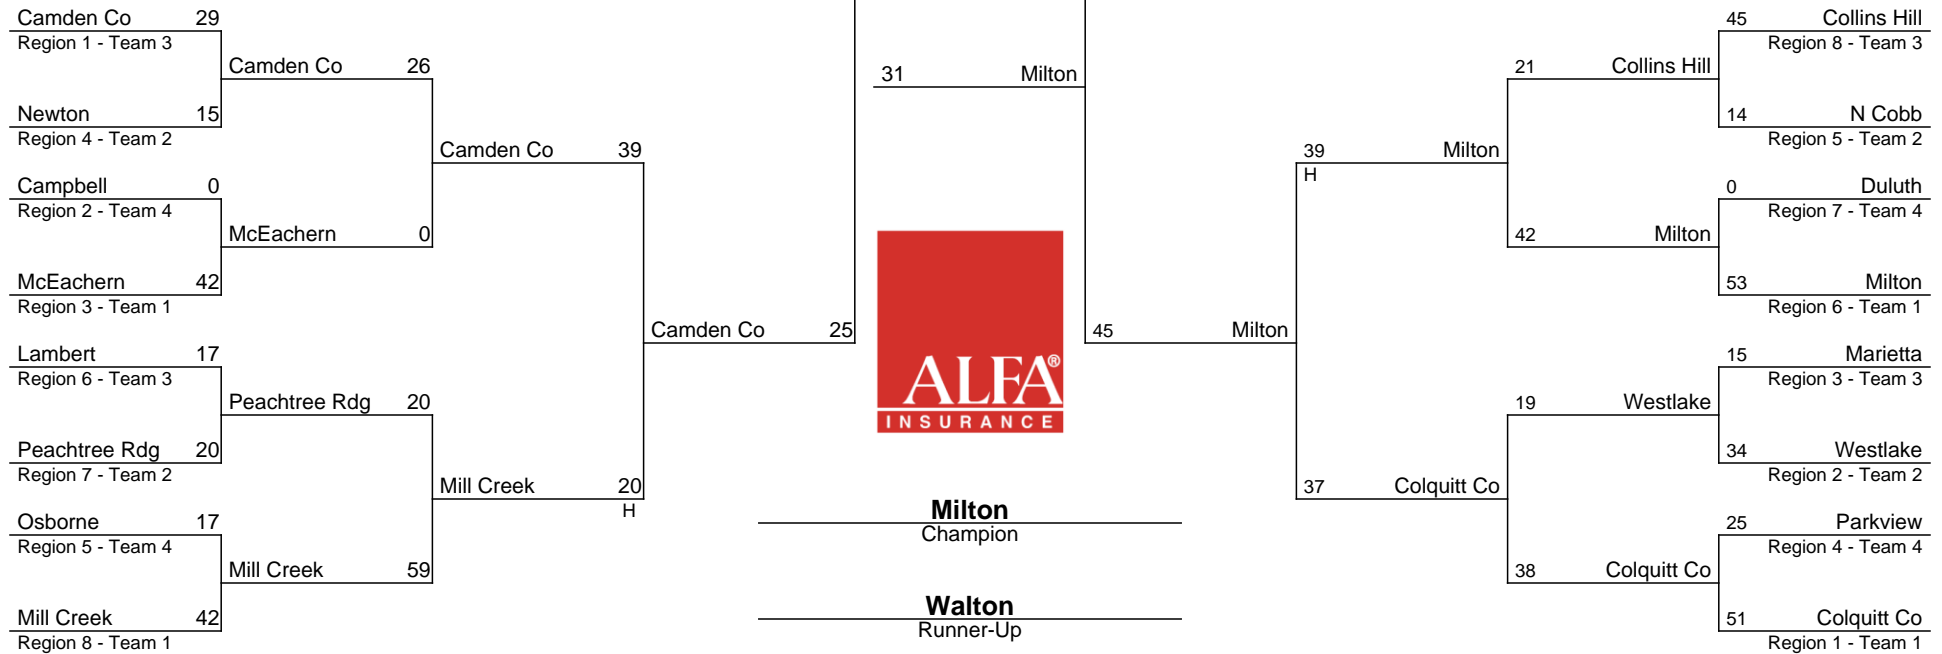 Camden Co 29
Region 1 - Team 3
Camden Co 26
Newton 15
Region 4 - Team 2
Camden Co 39
Campbell 0
Region 2 - Team 4
McEachern 0
McEachern 42
Region 3 - Team 1
Camden Co 25
Lambert 17
Region 6 - Team 3
Peachtree Rdg 20
Peachtree Rdg 20
Region 7 - Team 2
Mill Creek 20
H
Osborne 17
Region 5 - Team 4
Mill Creek 59
Mill Creek 42
Region 8 - Team 1
31 Milton
ALFA®
INSURANCE
Milton
Champion
Walton
Runner-Up
45 Collins Hill
Region 8 - Team 3
21 Collins Hill
14 N Cobb
Region 5 - Team 2
39 Milton
H
0 Duluth
Region 7 - Team 4
42 Milton
53 Milton
Region 6 - Team 1
45 Milton
15 Marietta
Region 3 - Team 3
19 Westlake
34 Westlake
Region 2 - Team 2
37 Colquitt Co
25 Parkview
Region 4 - Team 4
38 Colquitt Co
51 Colquitt Co
Region 1 - Team 1